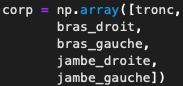 corp = np.array([tronc,
bras_droit,
bras_gauche,
jambe_droite,
jambe_gauche])